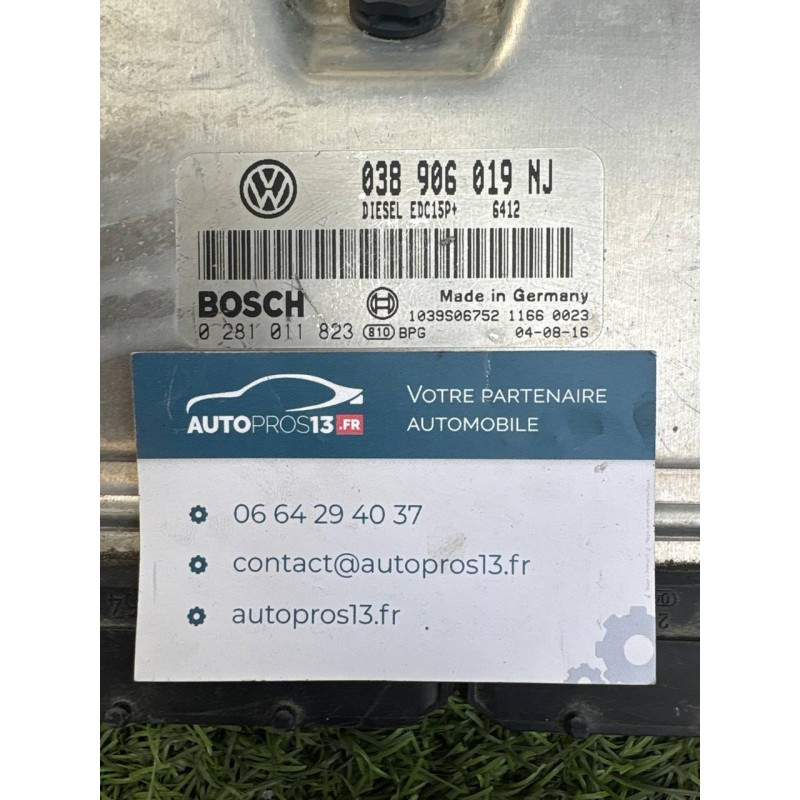 038 906 019 NJ
DIESEL EDC15P+ 6412
BOSCH
Made in Germany
1039S06752 1166 0023
0 281 011 823 810 BPG 04-08-16
AUTOPROS13.FR
VOTRE PARTENAIRE
AUTOMOBILE
06 64 29 40 37
contact@autopros13.fr
autopros13.fr